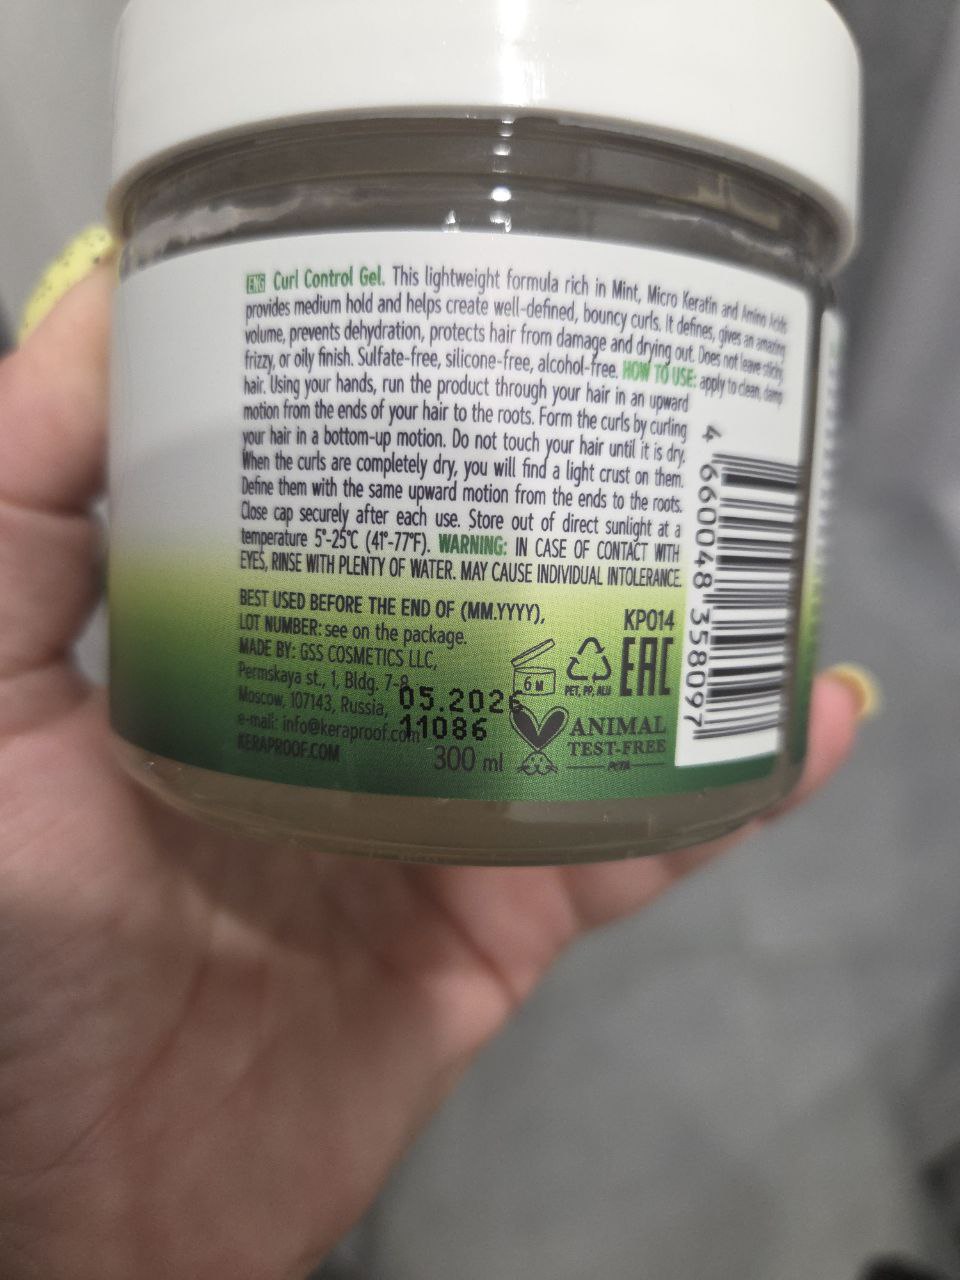 ENG Curl Control Gel. This lightweight formula rich in Mint, Micro Keratin and Amino Acids
provides medium hold and helps create well-defined, bouncy curls. It defines, gives an amazing
volume, prevents dehydration, protects hair from damage and drying out. Does not leave sticky,
frizzy, or oily finish. Sulfate-free, silicone-free, alcohol-free. HOW TO USE: apply to clean, damp
hair. Using your hands, run the product through your hair in an upward
motion from the ends of your hair to the roots. Form the curls by curling
your hair in a bottom-up motion. Do not touch your hair until it is dry.
When the curls are completely dry, you will find a light crust on them.
Define them with the same upward motion from the ends to the roots.
Close cap securely after each use. Store out of direct sunlight at a
temperature 5°-25°C (41°-77°F). WARNING: IN CASE OF CONTACT WITH
EYES, RINSE WITH PLENTY OF WATER. MAY CAUSE INDIVIDUAL INTOLERANCE.
BEST USED BEFORE THE END OF (MM.YYYY),
LOT NUMBER: see on the package.
MADE BY: GSS COSMETICS LLC,
Permskaya st., 1, Bldg. 7-8,
Moscow, 107143, Russia,
e-mail: info@keraproof.com
KERAPROOF.COM
05.2026
11086
300 ml
KP014
6 M
PET, PP, ALU
EAC
ANIMAL
TEST-FREE
PETA
4 660048 358097